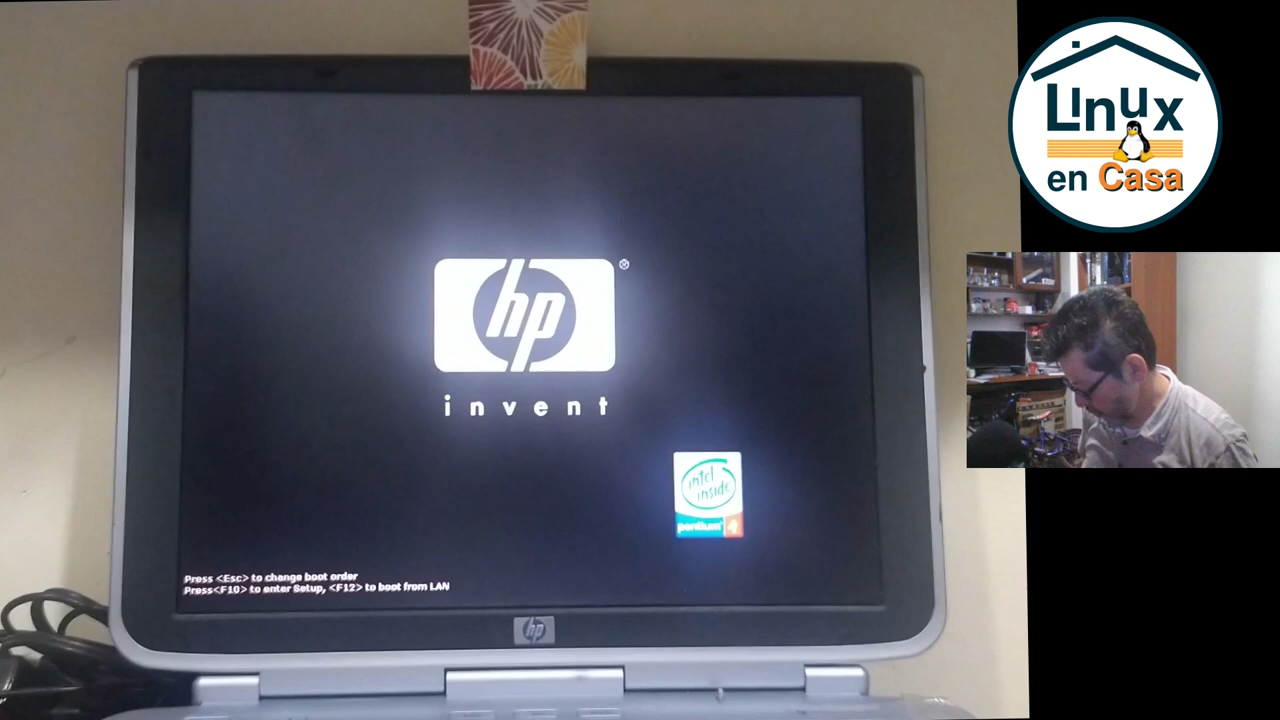 hp
®
invent
intel
inside
pentium® 4
Press <Esc> to change boot order
Press<F10> to enter Setup, <F12> to boot from LAN
hp
Linux
en Casa